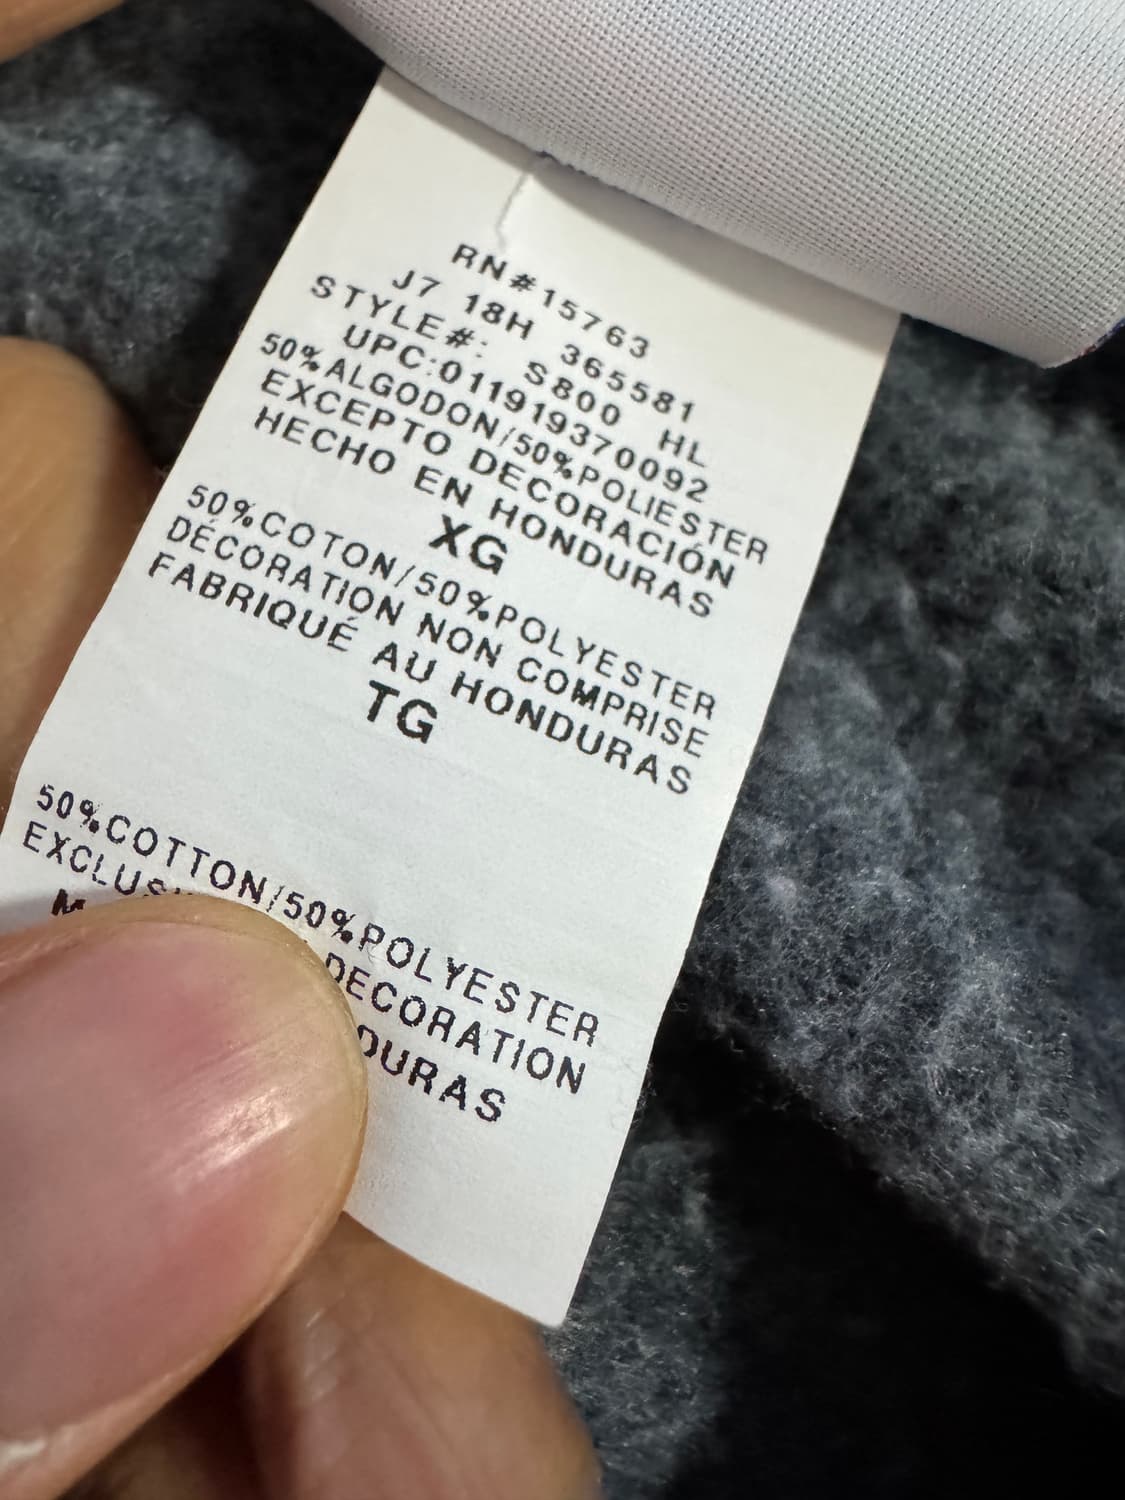 RN#15763
J7 18H 365581
STYLE#: S800 HL
UPC:011919370092
50%ALGODON/50%POLIESTER
EXCEPTO DECORACIÓN
HECHO EN HONDURAS
XG
50%COTON/50%POLYESTER
DÉCORATION NON COMPRISE
FABRIQUÉ AU HONDURAS
TG
50%COTTON/50%POLYESTER
DECORATION